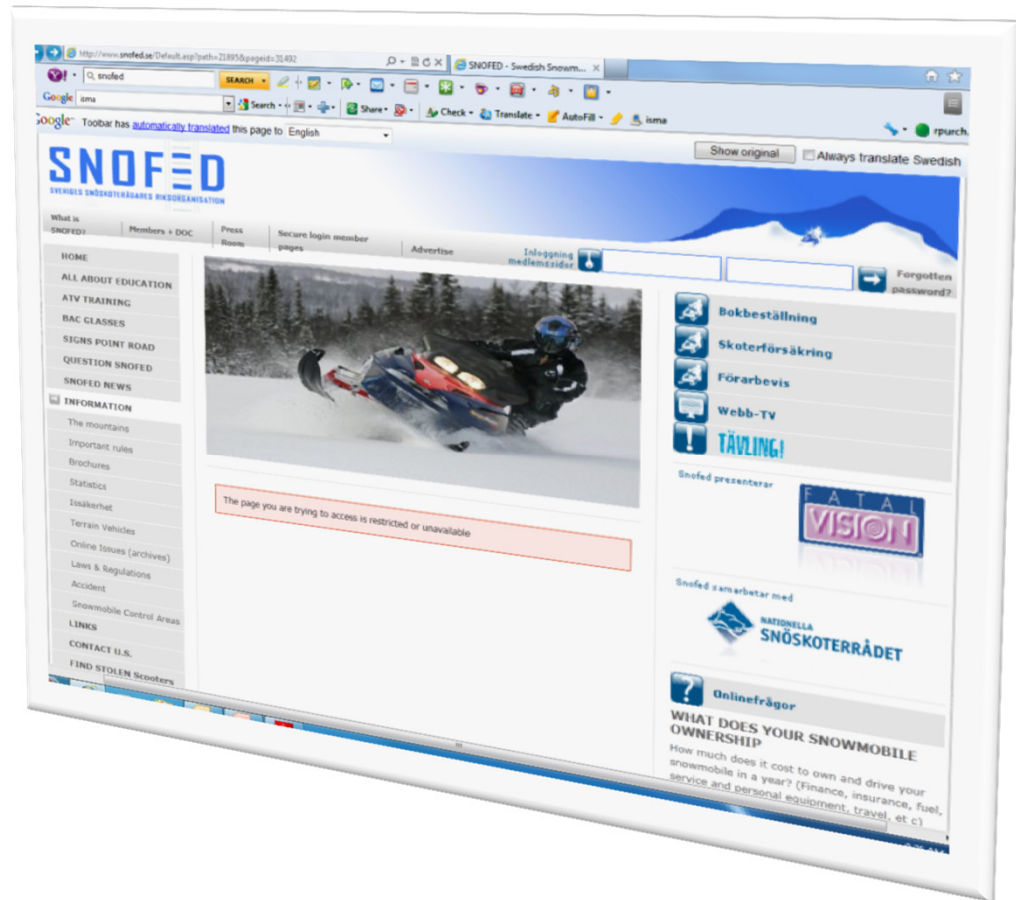 http://www.snofed.se/Default.asp?path=21895&pageid=31492
SNOFED - Swedish Snowm...
snofed
SEARCH
Google isma
Search
Share
Check
Translate
AutoFill
isma
rpurch.
Google Toolbar has automatically translated this page to English
Show original
Always translate Swedish
SNOFED
SVERIGES SNÖSKOTERÄGARES RIKSORGANISATION
What is
SNOFED?
Members + DOC
Press
Room
Secure login member
pages
Advertise
Inloggning
medlemssidor
Forgotten
password?
HOME
ALL ABOUT EDUCATION
ATV TRAINING
BAC GLASSES
SIGNS POINT ROAD
QUESTION SNOFED
SNOFED NEWS
INFORMATION
The mountains
Important rules
Brochures
Statistics
Issäkerhet
Terrain Vehicles
Online Issues (archives)
Laws & Regulations
Accident
Snowmobile Control Areas
LINKS
CONTACT U.S.
FIND STOLEN Scooters
The page you are trying to access is restricted or unavailable
Bokbeställning
Skoterförsäkring
Förarbevis
Webb-TV
TÄVLING!
Snofed presenterar
FATAL
VISION
Snofed samarbetar med
NATIONELLA
SNÖSKOTERRÅDET
Onlinefrågor
WHAT DOES YOUR SNOWMOBILE
OWNERSHIP
How much does it cost to own and drive your
snowmobile in a year? (Finance, insurance, fuel,
service and personal equipment, travel, et c)